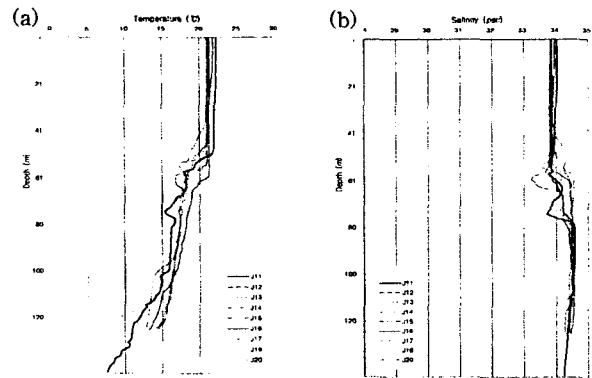 (a)
Temperature (℃)
5 10 15 20 25 30
1
21
41
61
80
100
120
Depth (m)
J11
J12
J13
J14
J15
J16
J17
J19
J20
(b)
Salinity (psu)
29 30 31 32 33 34 35
1
21
41
61
80
100
120
Depth (m)
J11
J12
J13
J14
J15
J16
J17
J18
J20